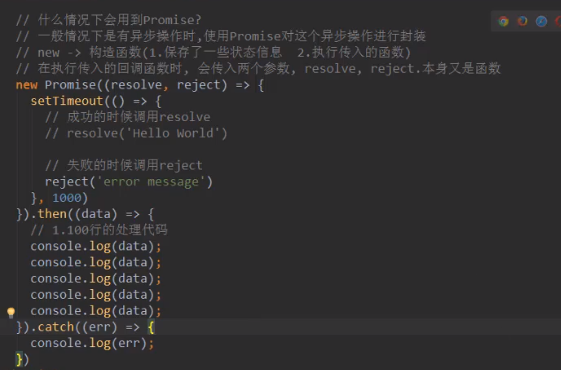 // 什么情况下会用到Promise?
// 一般情况下是有异步操作时,使用Promise对这个异步操作进行封装
// new -> 构造函数(1.保存了一些状态信息  2.执行传入的函数)
// 在执行传入的回调函数时, 会传入两个参数, resolve, reject.本身又是函数
new Promise((resolve, reject) => {
  setTimeout(() => {
    // 成功的时候调用resolve
    // resolve('Hello World')
    // 失败的时候调用reject
    reject('error message')
  }, 1000)
}).then((data) => {
  // 1.100行的处理代码
  console.log(data);
  console.log(data);
  console.log(data);
  console.log(data);
  console.log(data);
}).catch((err) => {
  console.log(err);
})